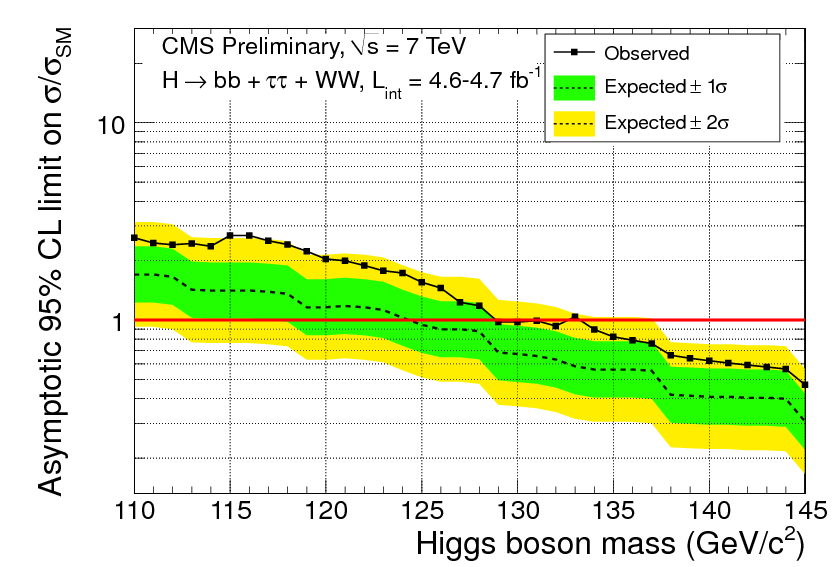 CMS Preliminary, √s = 7 TeV
H → bb + ττ + WW, L_int = 4.6-4.7 fb^-1
Observed
Expected ± 1σ
Expected ± 2σ
Asymptotic 95% CL limit on σ/σ_SM
10
1
110 115 120 125 130 135 140 145
Higgs boson mass (GeV/c^2)